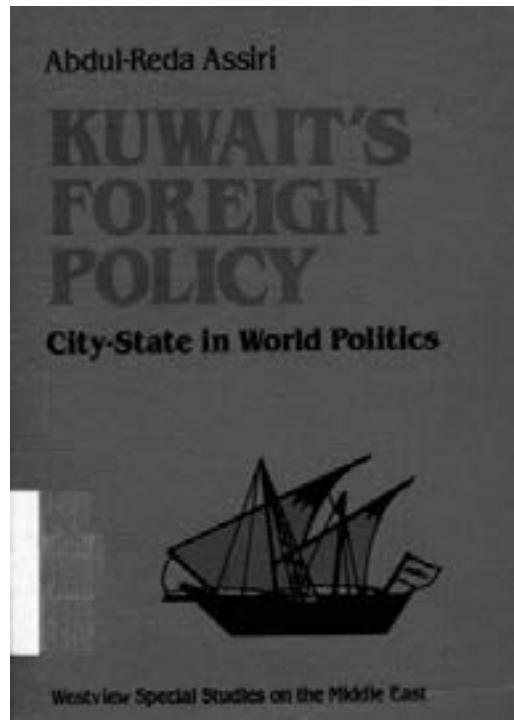 Abdul-Reda Assiri
KUWAIT'S
FOREIGN
POLICY
City-State in World Politics
Westview Special Studies on the Middle East